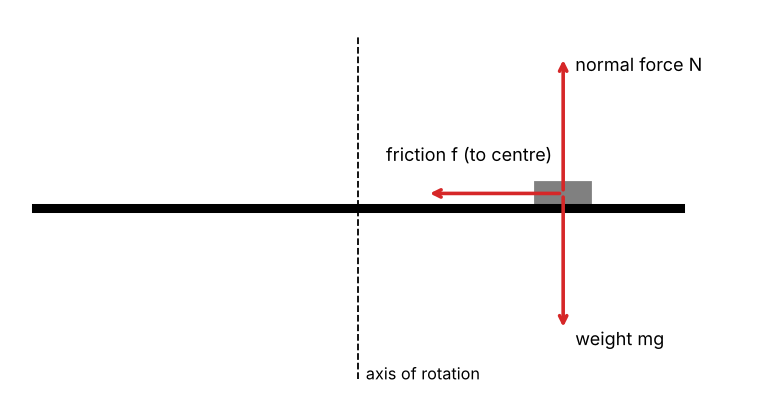 normal force N
friction f (to centre)
weight mg
axis of rotation